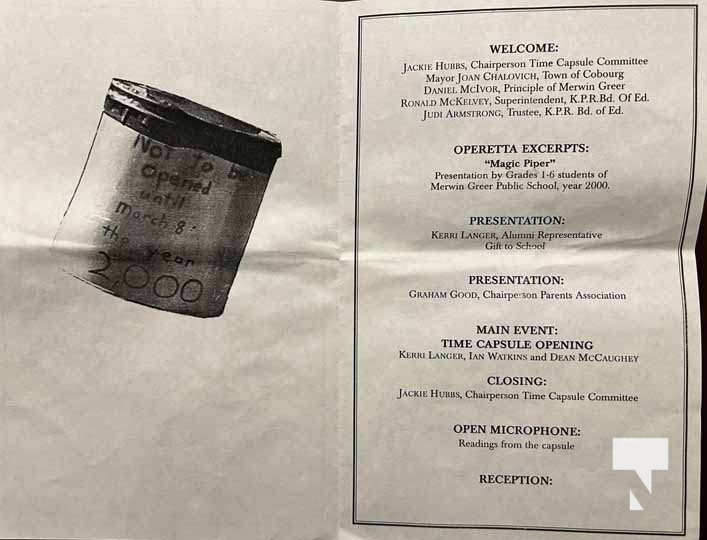 Not to be
Opened
until
March 8
the year
2,000
WELCOME:
JACKIE HUBBS, Chairperson Time Capsule Committee
Mayor JOAN CHALOVICH, Town of Cobourg
DANIEL MCIVOR, Principle of Merwin Greer
RONALD MCKELVEY, Superintendent, K.P.R.Bd. Of Ed.
JUDI ARMSTRONG, Trustee, K.P.R. Bd. of Ed.
OPERETTA EXCERPTS:
“Magic Piper”
Presentation by Grades 1-6 students of
Merwin Greer Public School, year 2000.
PRESENTATION:
KERRI LANGER, Alumni Representative
Gift to School
PRESENTATION:
GRAHAM GOOD, Chairperson Parents Association
MAIN EVENT:
TIME CAPSULE OPENING
KERRI LANGER, IAN WATKINS and DEAN MCCAUGHEY
CLOSING:
JACKIE HUBBS, Chairperson Time Capsule Committee
OPEN MICROPHONE:
Readings from the capsule
RECEPTION: